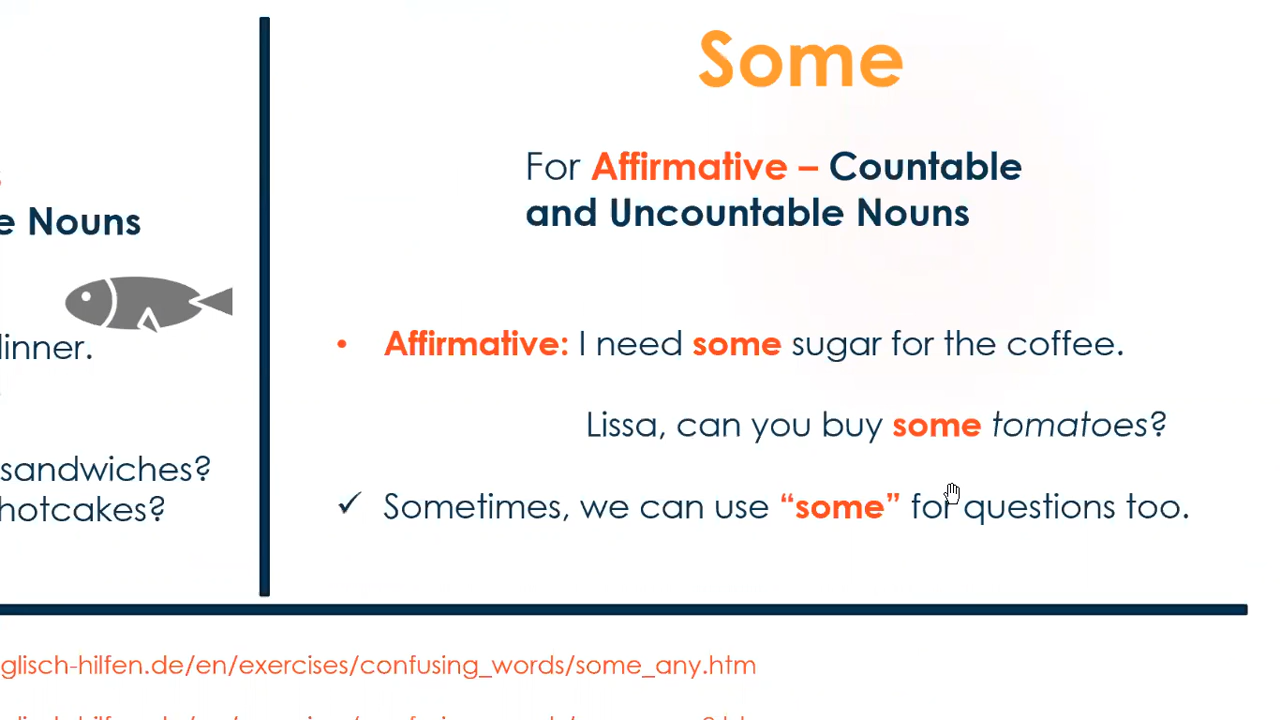 Some
For Affirmative – Countable
and Uncountable Nouns
e Nouns
• Affirmative: I need some sugar for the coffee.
dinner.
Lissa, can you buy some tomatoes?
sandwiches?
hotcakes?
✓ Sometimes, we can use “some” for questions too.
glisch-hilfen.de/en/exercises/confusing_words/some_any.htm